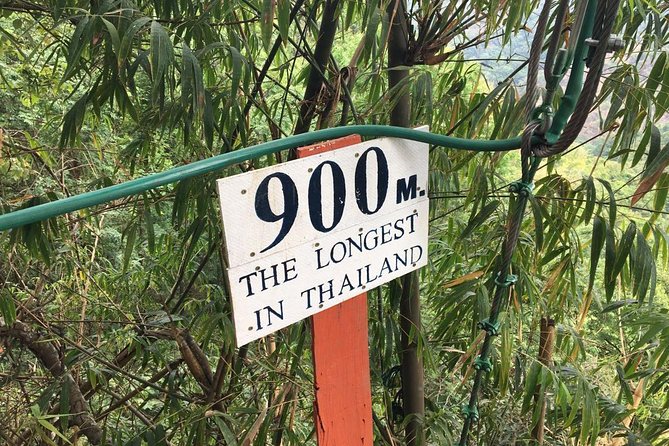 900 M.
THE LONGEST
IN THAILAND